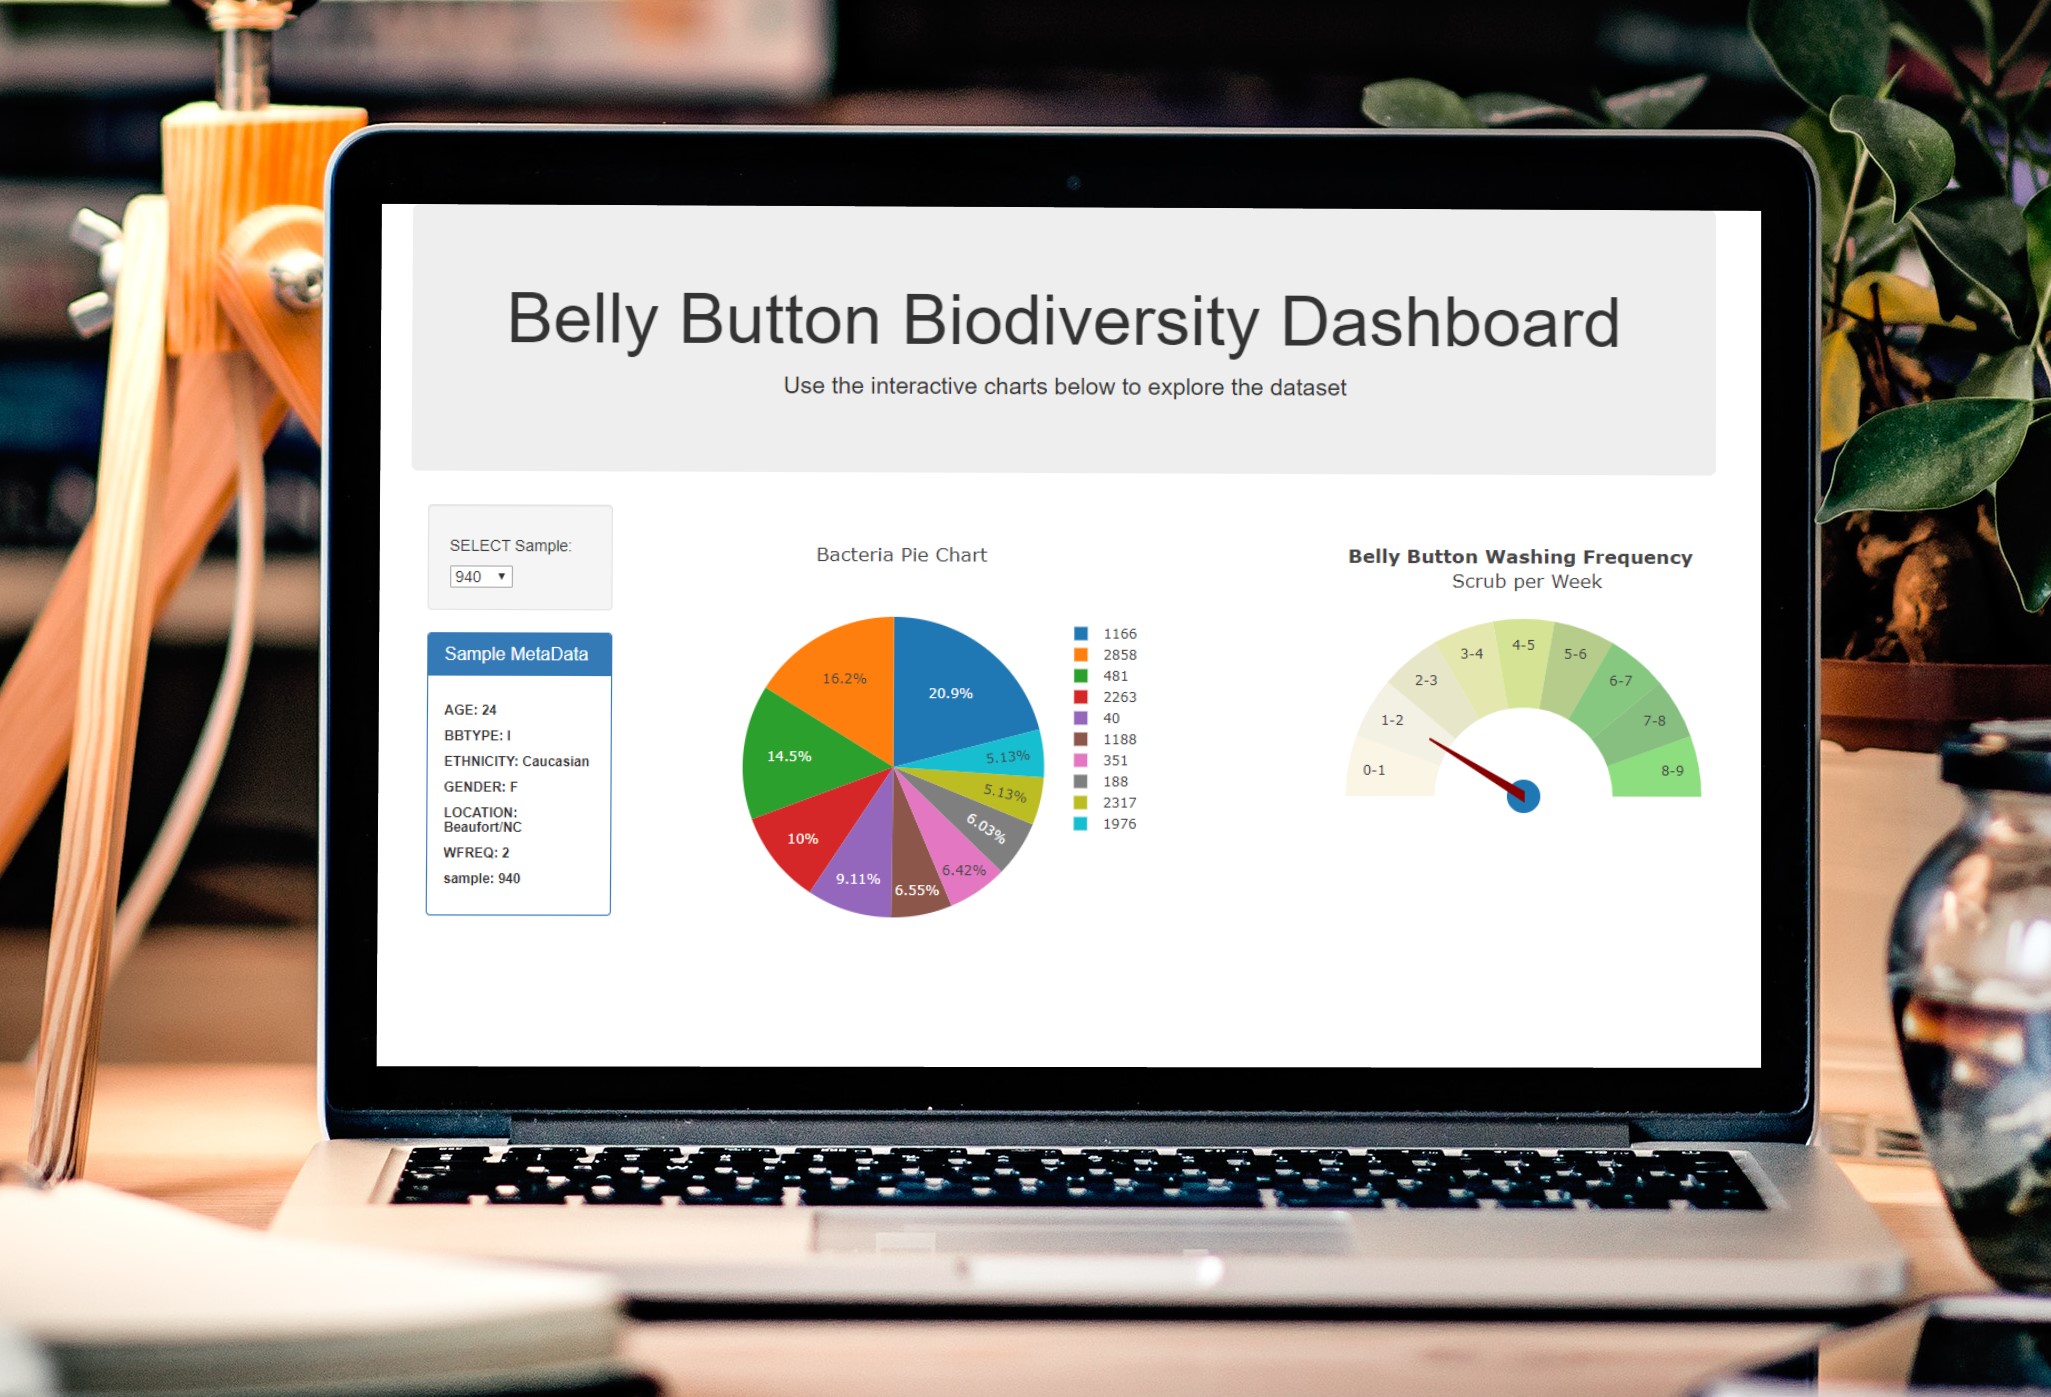 Belly Button Biodiversity Dashboard
Use the interactive charts below to explore the dataset
SELECT Sample:
940
Sample MetaData
AGE: 24
BBTYPE: I
ETHNICITY: Caucasian
GENDER: F
LOCATION:
Beaufort/NC
WFREQ: 2
sample: 940
Bacteria Pie Chart
16.2%
20.9%
14.5%
5.13%
5.13%
10%
6.03%
9.11%
6.55%
6.42%
1166
2858
481
2263
40
1188
351
188
2317
1976
Belly Button Washing Frequency
Scrub per Week
0-1
1-2
2-3
3-4
4-5
5-6
6-7
7-8
8-9